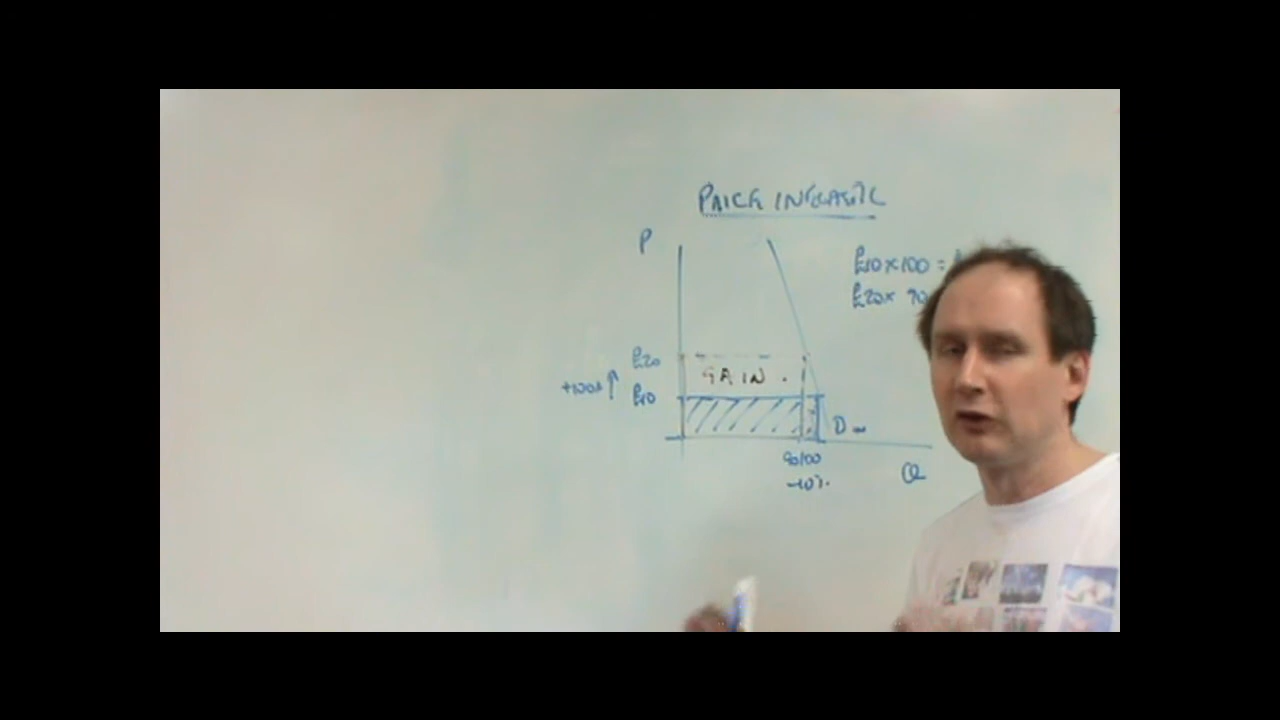 PRICE INELASTIC
P
£10 x 100 =
£20 x 90
£20
GAIN
+100% ↑
£10
D
90 100
Q
-10%